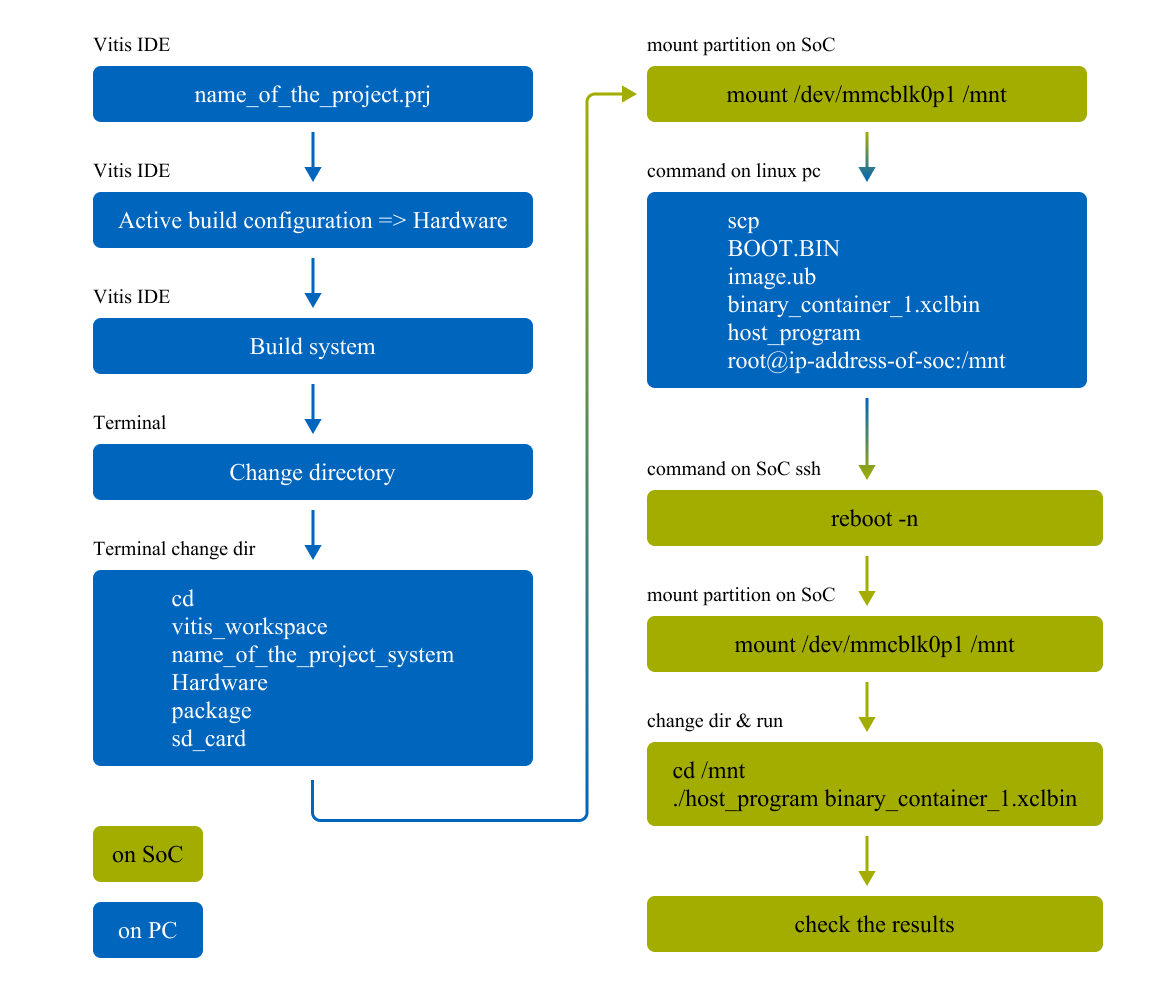 Vitis IDE
name_of_the_project.prj
Vitis IDE
Active build configuration => Hardware
Vitis IDE
Build system
Terminal
Change directory
Terminal change dir
cd
vitis_workspace
name_of_the_project_system
Hardware
package
sd_card
on SoC
on PC
mount partition on SoC
mount /dev/mmcblk0p1 /mnt
command on linux pc
scp
BOOT.BIN
image.ub
binary_container_1.xclbin
host_program
root@ip-address-of-soc:/mnt
command on SoC ssh
reboot -n
mount partition on SoC
mount /dev/mmcblk0p1 /mnt
change dir & run
cd /mnt
./host_program binary_container_1.xclbin
check the results